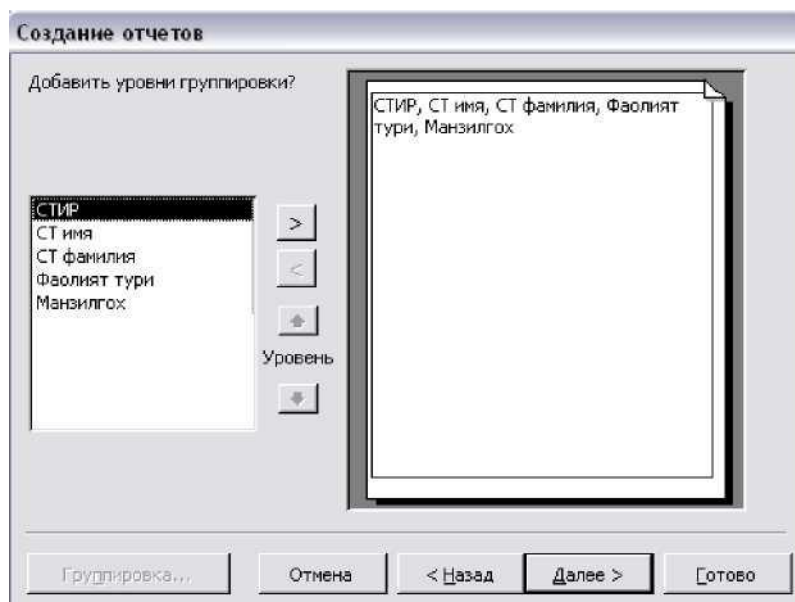 Создание отчетов
Добавить уровни группировки?
СТИР, СТ имя, СТ фамилия, Фаолият
тури, Манзилгох
СТИР
СТ имя
СТ фамилия
Фаолият тури
Манзилгох
>
<
Уровень
Группировка...
Отмена
< Назад
Далее >
Готово